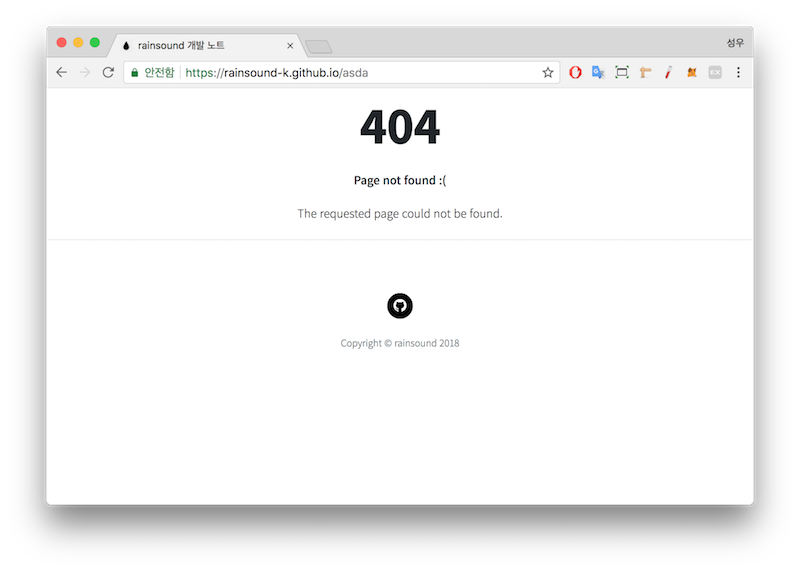 rainsound 개발 노트
성우
안전함
https://rainsound-k.github.io/asda
404
Page not found :(
The requested page could not be found.
Copyright © rainsound 2018